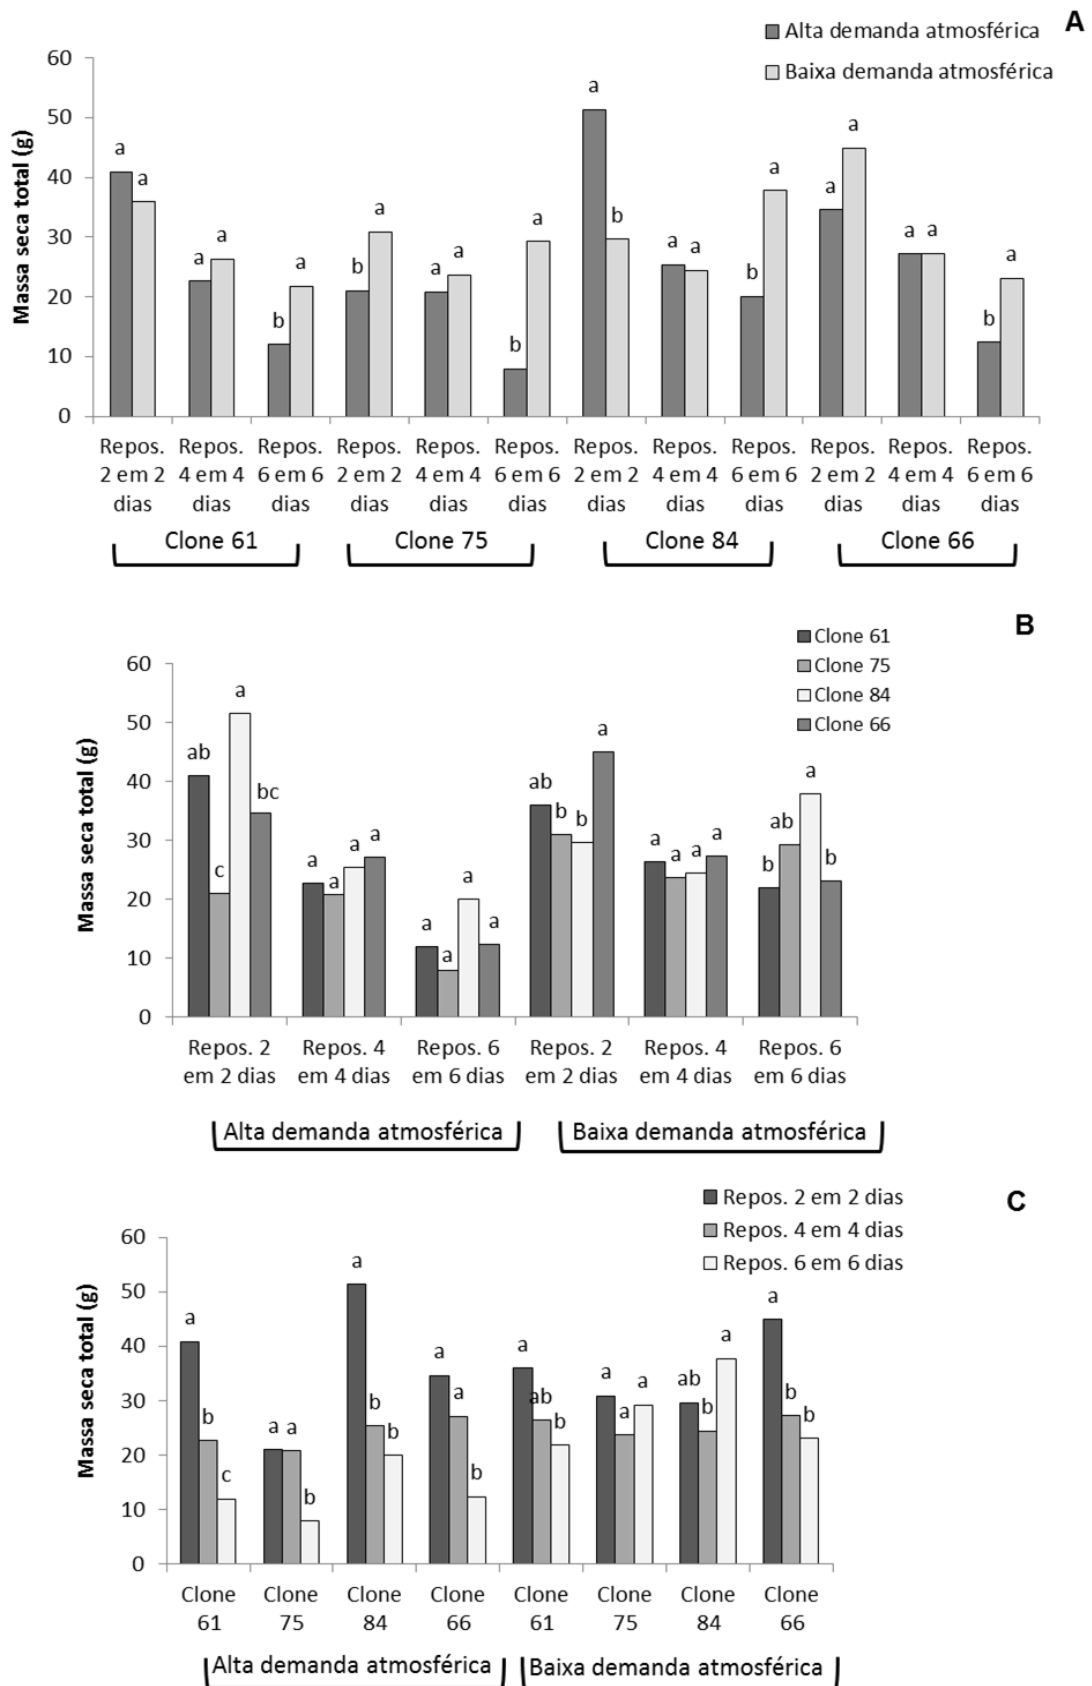 A
Alta demanda atmosférica
Baixa demanda atmosférica
Massa seca total (g)
60
50
40
30
20
10
0
a a a a b a b a a a b a a b a a b a a a a a b a
Repos. Repos. Repos. Repos. Repos. Repos. Repos. Repos. Repos. Repos. Repos. Repos.
2 em 2 4 em 4 6 em 6 2 em 2 4 em 4 6 em 6 2 em 2 4 em 4 6 em 6 2 em 2 4 em 4 6 em 6
dias dias dias dias dias dias dias dias dias dias dias dias
Clone 61 Clone 75 Clone 84 Clone 66
B
Clone 61
Clone 75
Clone 84
Clone 66
Massa seca total (g)
60
50
40
30
20
10
0
ab c a bc a a a a a a a a ab b b a a a a a b ab a b
Repos. 2 Repos. 4 Repos. 6 Repos. 2 Repos. 4 Repos. 6
em 2 dias em 4 dias em 6 dias em 2 dias em 4 dias em 6 dias
Alta demanda atmosférica Baixa demanda atmosférica
C
Repos. 2 em 2 dias
Repos. 4 em 4 dias
Repos. 6 em 6 dias
Massa seca total (g)
60
50
40
30
20
10
0
a b c a a b a b b a a b a ab b a a a ab b a a b b
Clone Clone Clone Clone Clone Clone Clone Clone
61 75 84 66 61 75 84 66
Alta demanda atmosférica Baixa demanda atmosférica